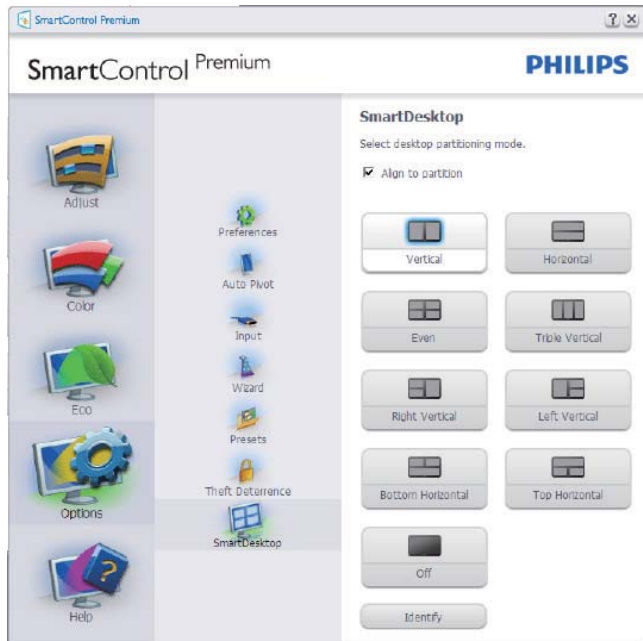 SmartControl Premium
SmartControl Premium
PHILIPS
Adjust
Color
Eco
Options
Help
Preferences
Auto Pivot
Input
Wizard
Presets
Theft Deterrence
SmartDesktop
SmartDesktop
Select desktop partitioning mode.
Align to partition
Vertical
Horizontal
Even
Triple Vertical
Right Vertical
Left Vertical
Bottom Horizontal
Top Horizontal
Off
Identify